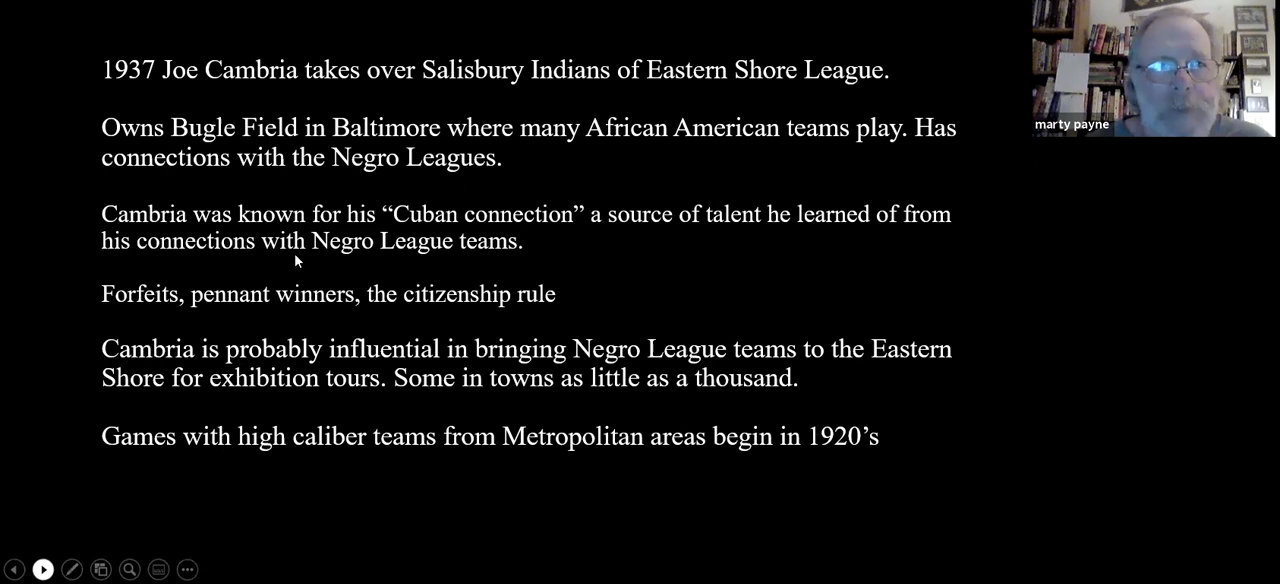 1937 Joe Cambria takes over Salisbury Indians of Eastern Shore League.
Owns Bugle Field in Baltimore where many African American teams play. Has
connections with the Negro Leagues.
Cambria was known for his “Cuban connection” a source of talent he learned of from
his connections with Negro League teams.
Forfeits, pennant winners, the citizenship rule
Cambria is probably influential in bringing Negro League teams to the Eastern
Shore for exhibition tours. Some in towns as little as a thousand.
Games with high caliber teams from Metropolitan areas begin in 1920’s
marty payne